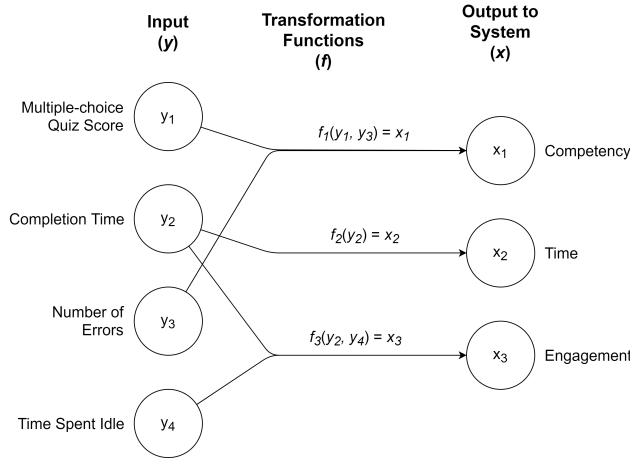 Input
(y)
Transformation
Functions
(f)
Output to
System
(x)
Multiple-choice
Quiz Score
y1
f1(y1, y3) = x1
x1
Competency
Completion Time
y2
f2(y2) = x2
x2
Time
Number of
Errors
y3
f3(y2, y4) = x3
x3
Engagement
Time Spent Idle
y4